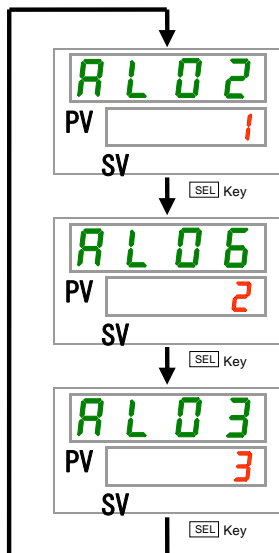 AL02
PV 1
SV
SEL Key
AL06
PV 2
SV
SEL Key
AL03
PV 3
SV
SEL Key